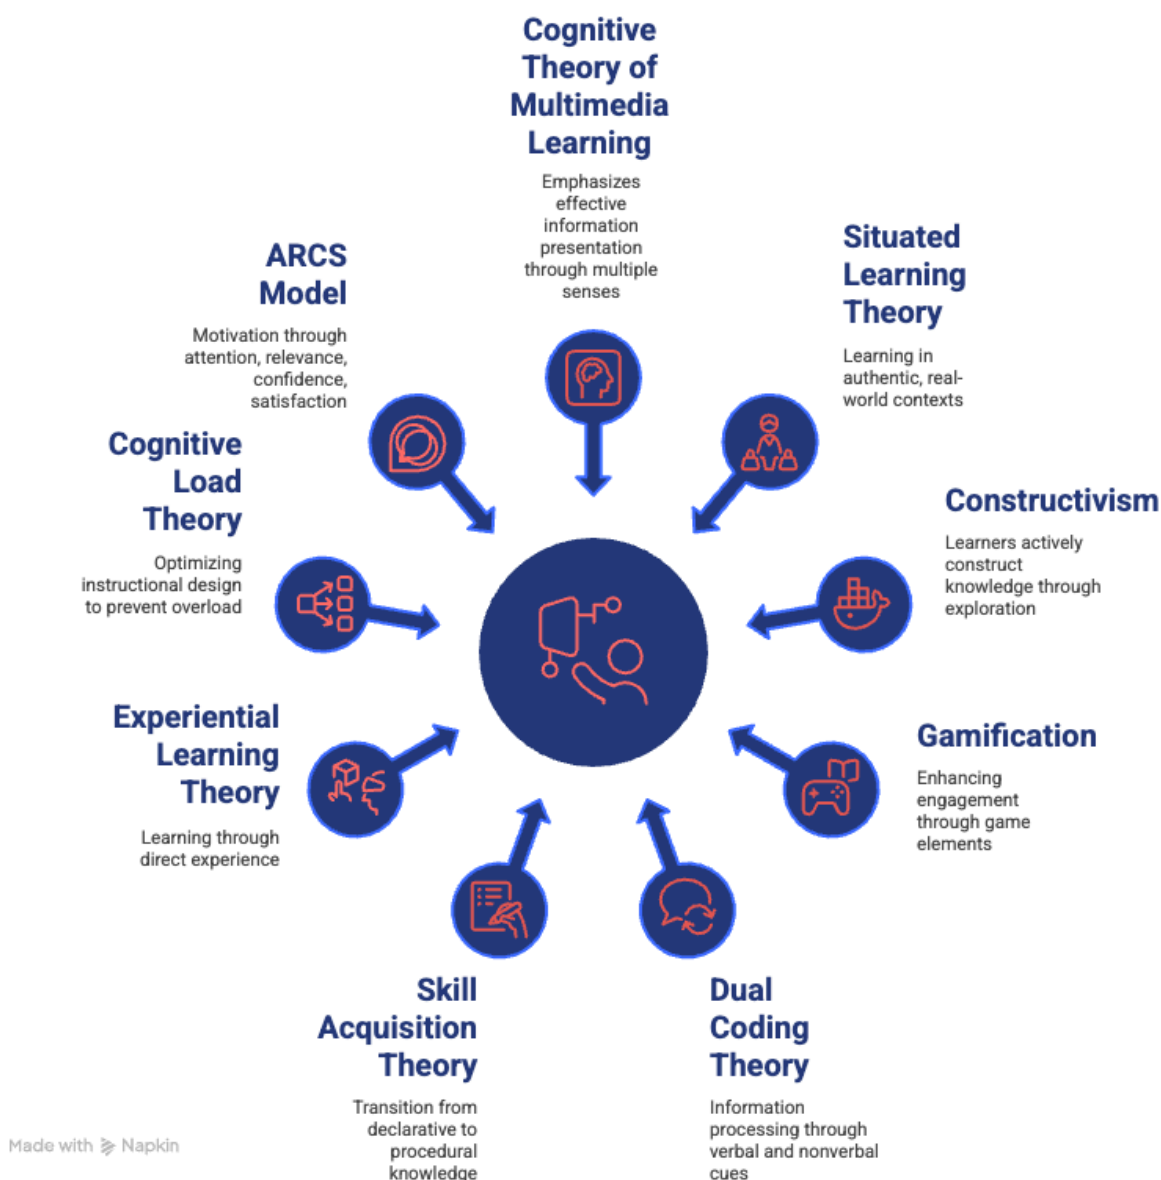 Cognitive
Theory of
Multimedia
Learning
Emphasizes
effective
information
presentation
through multiple
senses
Situated
Learning
Theory
Learning in
authentic, real-
world contexts
Constructivism
Learners actively
construct
knowledge through
exploration
Gamification
Enhancing
engagement
through game
elements
Dual
Coding
Theory
Information
processing through
verbal and nonverbal
cues
Skill
Acquisition
Theory
Transition from
declarative to
procedural
knowledge
Experiential
Learning
Theory
Learning through
direct experience
Cognitive
Load
Theory
Optimizing
instructional design
to prevent overload
ARCS
Model
Motivation through
attention, relevance,
confidence,
satisfaction
Made with Napkin